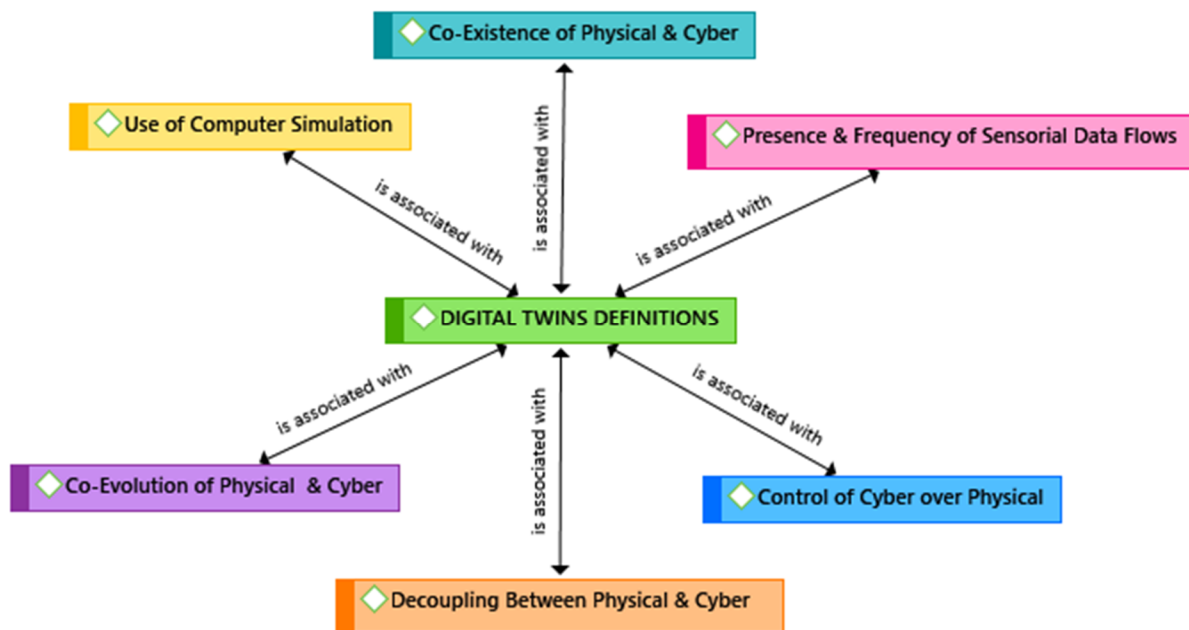 Co-Existence of Physical & Cyber
Use of Computer Simulation
Presence & Frequency of Sensorial Data Flows
is associated with
is associated with
is associated with
DIGITAL TWINS DEFINITIONS
is associated with
is associated with
is associated with
Co-Evolution of Physical & Cyber
Control of Cyber over Physical
Decoupling Between Physical & Cyber